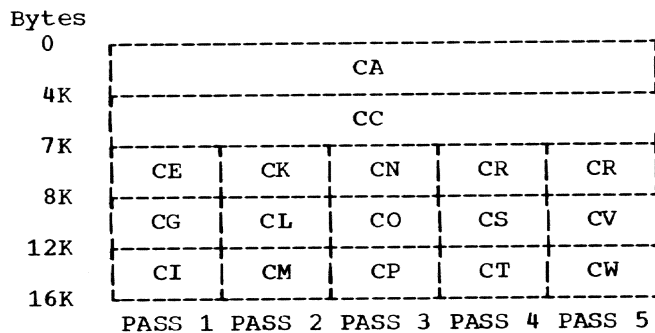 Bytes
0
CA
4K
CC
7K
CE CK CN CR CR
8K
CG CL CO CS CV
12K
CI CM CP CT CW
16K
PASS 1 PASS 2 PASS 3 PASS 4 PASS 5